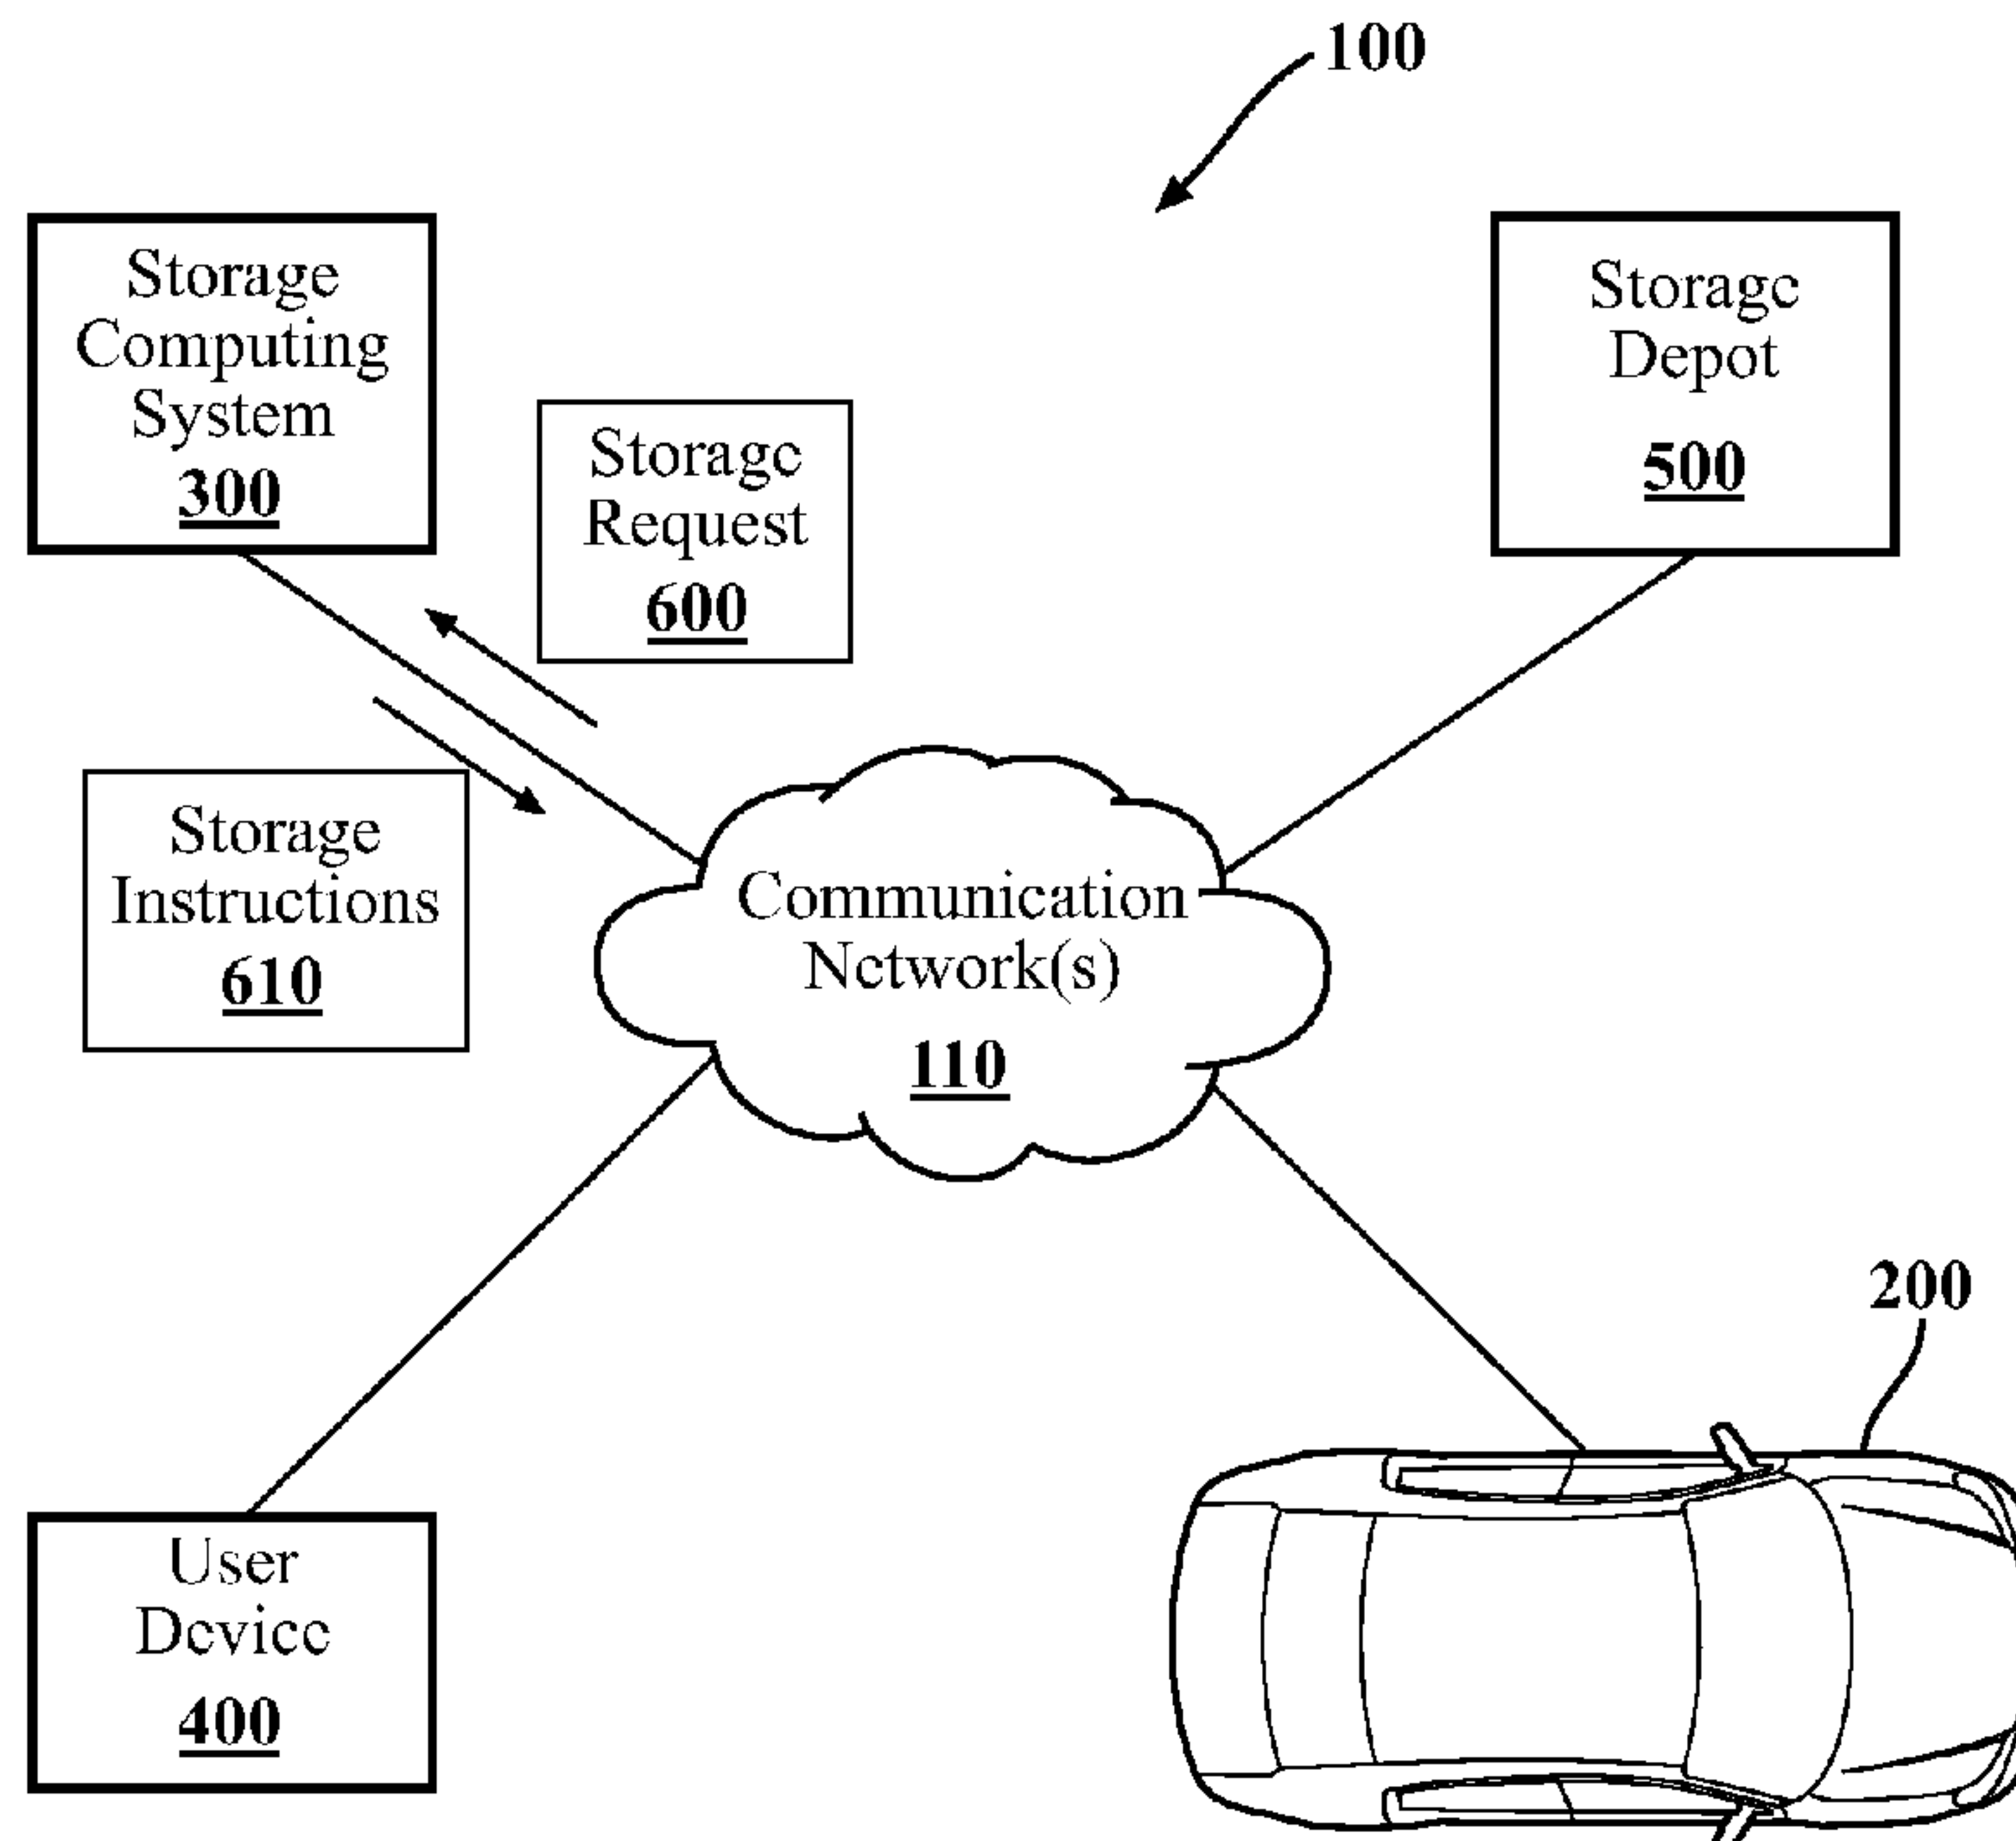 100
Storage
Computing
System
300
Storage
Request
600
Storage
Depot
500
Storage
Instructions
610
Communication
Network(s)
110
200
User
Device
400